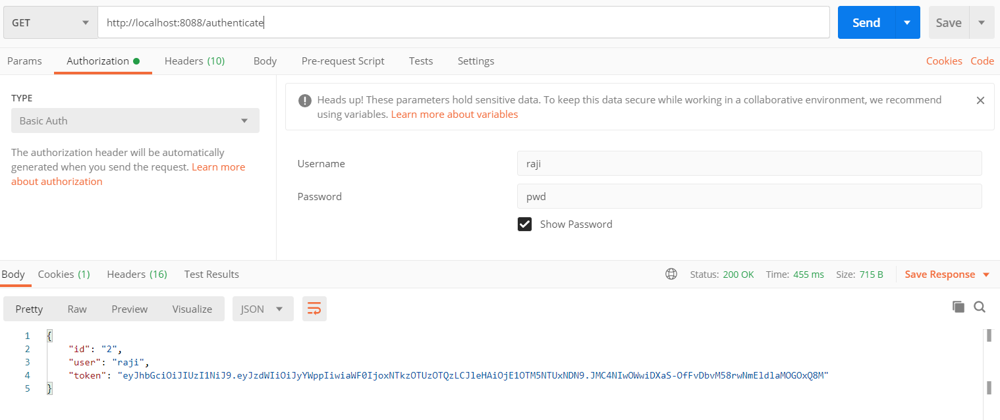 GET http://localhost:8088/authenticate Send Save
Params Authorization Headers (10) Body Pre-request Script Tests Settings Cookies Code
TYPE
Basic Auth
The authorization header will be automatically
generated when you send the request. Learn more
about authorization
Heads up! These parameters hold sensitive data. To keep this data secure while working in a collaborative environment, we recommend
using variables. Learn more about variables
Username raji
Password pwd
Show Password
Body Cookies (1) Headers (16) Test Results Status: 200 OK Time: 455 ms Size: 715 B Save Response
Pretty Raw Preview Visualize JSON
1 {
2 "id": "2",
3 "user": "raji",
4 "token": "eyJhbGciOiJIUzI1NiJ9.eyJzdWIiOiJyYWppIiwiaWF0IjoxNTkzOTUzOTQzLCJleHAiOjE1OTM5NTUxNDN9.JMC4NIwOWwiDXaS-OfFvDbvM58rwNmEldlaMOGOxQ8M"
5 }